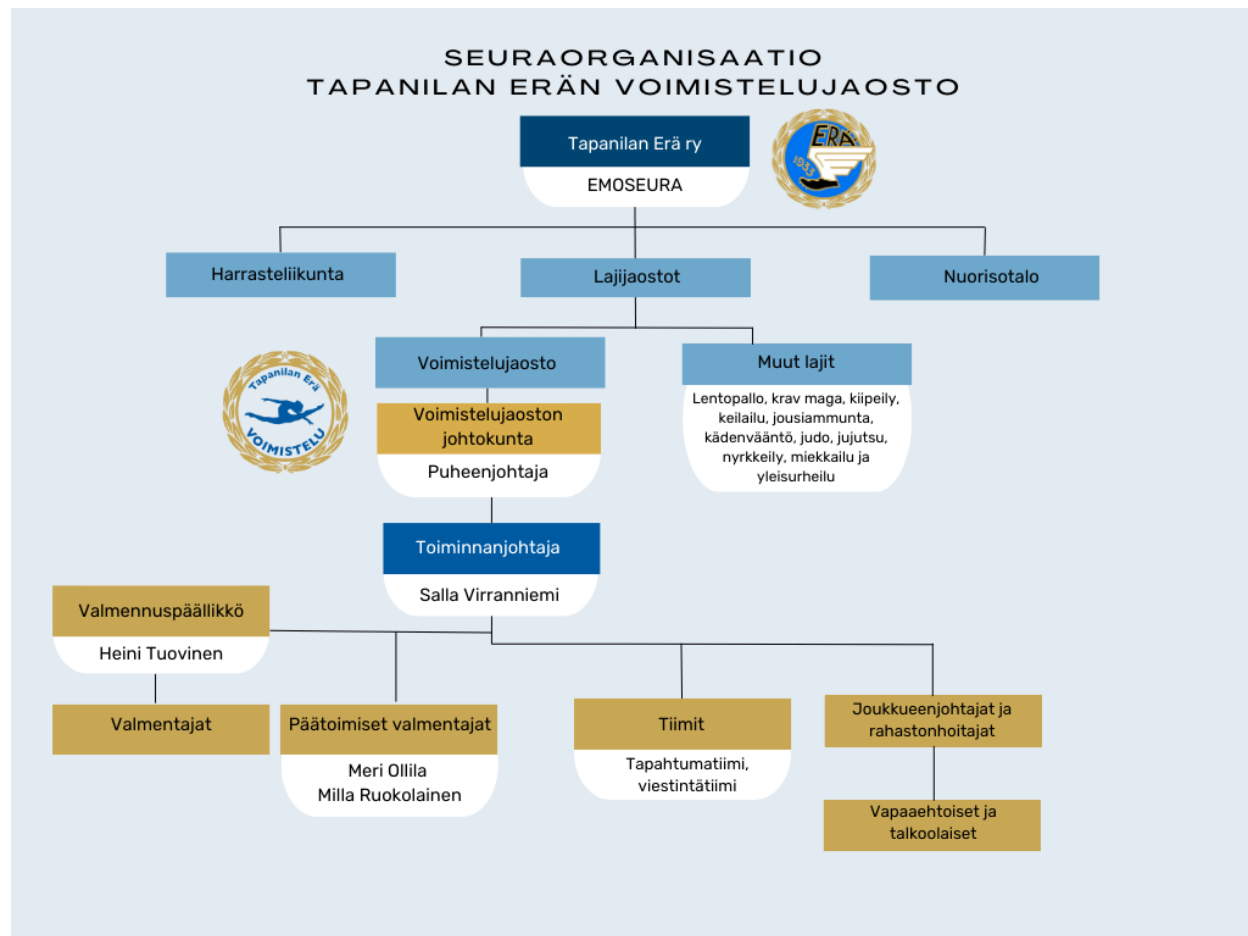 SEURAORGANISAATIO
TAPANILAN ERÄN VOIMISTELUJAOSTO
Tapanilan Erä ry
EMOSEURA
ERÄ
1933
Harrasteliikunta
Lajijaostot
Nuorisotalo
Voimistelujaosto
Muut lajit
Lentopallo, krav maga, kiipeily,
keilailu, jousiammunta,
kädenvääntö, judo, jujutsu,
nyrkkeily, miekkailu ja
yleisurheilu
Tapanilan Erä
VOIMISTELU
Voimistelujaoston
johtokunta
Puheenjohtaja
Toiminnanjohtaja
Salla Virranniemi
Valmennuspäällikkö
Heini Tuovinen
Valmentajat
Päätoimiset valmentajat
Meri Ollila
Milla Ruokolainen
Tiimit
Tapahtumatiimi,
viestintätiimi
Joukkueenjohtajat ja
rahastonhoitajat
Vapaaehtoiset ja
talkoolaiset